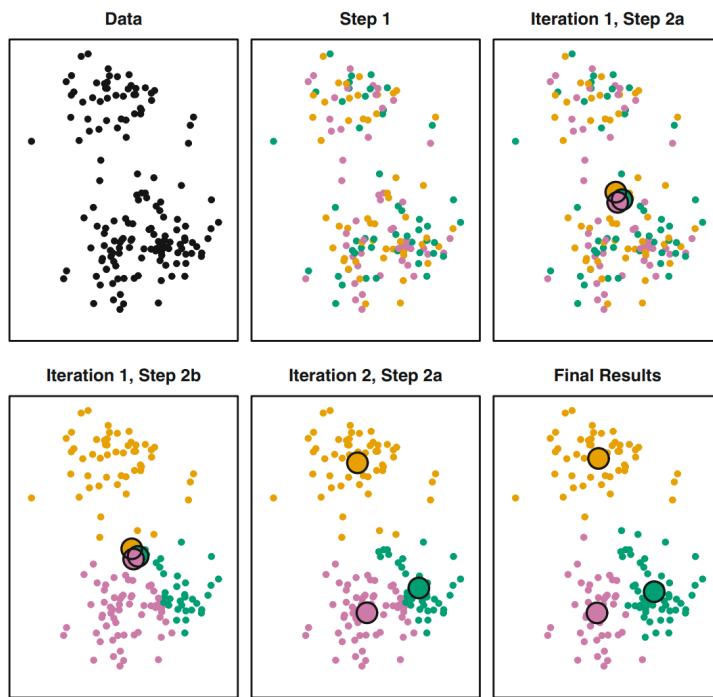 Data
Step 1
Iteration 1, Step 2a
Iteration 1, Step 2b
Iteration 2, Step 2a
Final Results